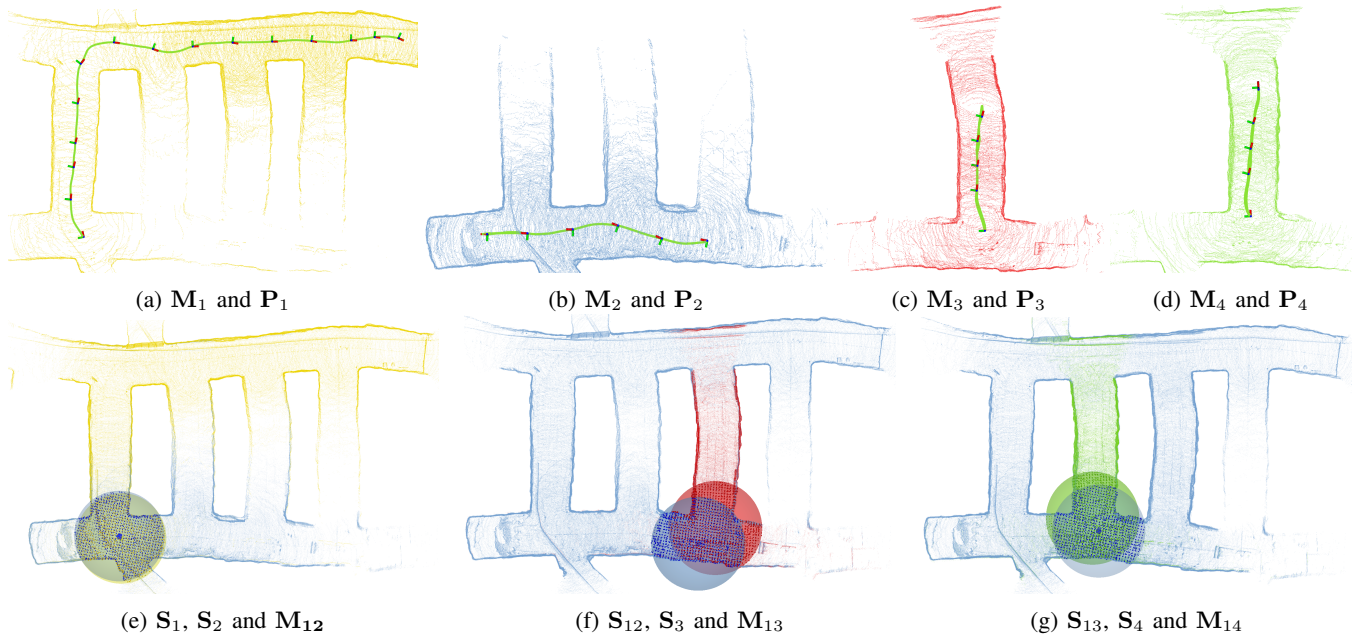 (a) M₁ and P₁
(b) M₂ and P₂
(c) M₃ and P₃
(d) M₄ and P₄
(e) S₁, S₂ and M₁₂
(f) S₁₂, S₃ and M₁₃
(g) S₁₃, S₄ and M₁₄